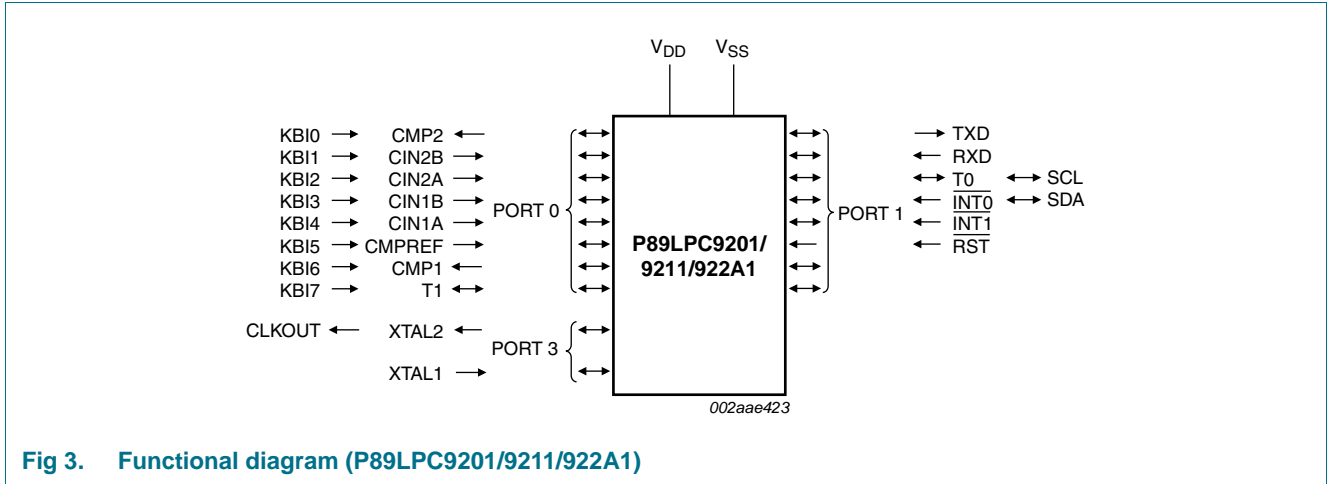 VDD VSS
KBI0 CMP2 TXD
KBI1 CIN2B RXD
KBI2 CIN2A T0 SCL
KBI3 CIN1B PORT 0 PORT 1 INT0 SDA
KBI4 CIN1A INT1
KBI5 CMPREF P89LPC9201/ RST
KBI6 CMP1 9211/922A1
KBI7 T1
CLKOUT XTAL2
PORT 3
XTAL1
002aae423
Fig 3. Functional diagram (P89LPC9201/9211/922A1)